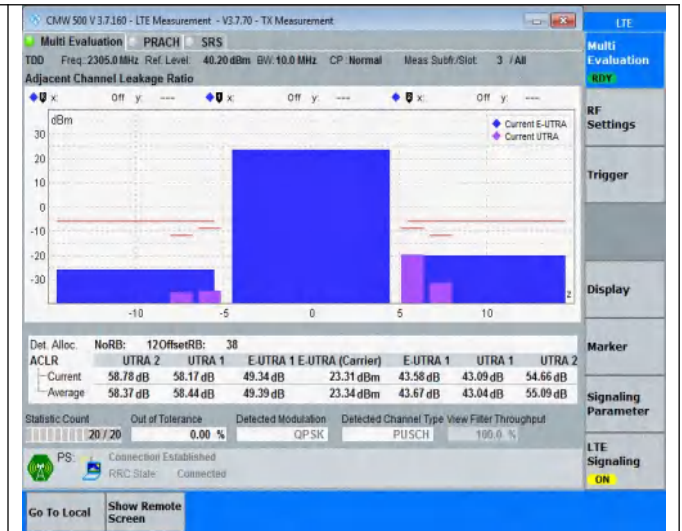 CMW 500 V 3.7.160 - LTE Measurement - V3.7.70 - TX Measurement
LTE
Multi Evaluation PRACH SRS
TDD Freq.:2305.0 MHz Ref. Level: 40.20 dBm BW: 10.0 MHz CP: Normal Meas Subfr./Slot: 3 / All
Adjacent Channel Leakage Ratio
x: Off y: --- x: Off y: --- x: Off y: ---
dBm
Current E-UTRA
Current UTRA
30
20
10
0
-10
-20
-30
2
-10 -5 0 5 10
Det. Alloc. NoRB: 12OffsetRB: 38
ACLR UTRA 2 UTRA 1 E-UTRA 1 E-UTRA (Carrier) E-UTRA 1 UTRA 1 UTRA 2
Current 58.78 dB 58.17 dB 49.34 dB 23.31 dBm 43.58 dB 43.09 dB 54.66 dB
Average 58.37 dB 58.44 dB 49.39 dB 23.34 dBm 43.67 dB 43.04 dB 55.09 dB
Statistic Count Out of Tolerance Detected Modulation Detected Channel Type View Filter Throughput
20 / 20 0.00 % QPSK PUSCH 100.0 %
PS: Connection Established
RRC State: Connected
Multi
Evaluation
RDY
RF
Settings
Trigger
Display
Marker
Signaling
Parameter
LTE
Signaling
ON
Go To Local Show Remote
Screen